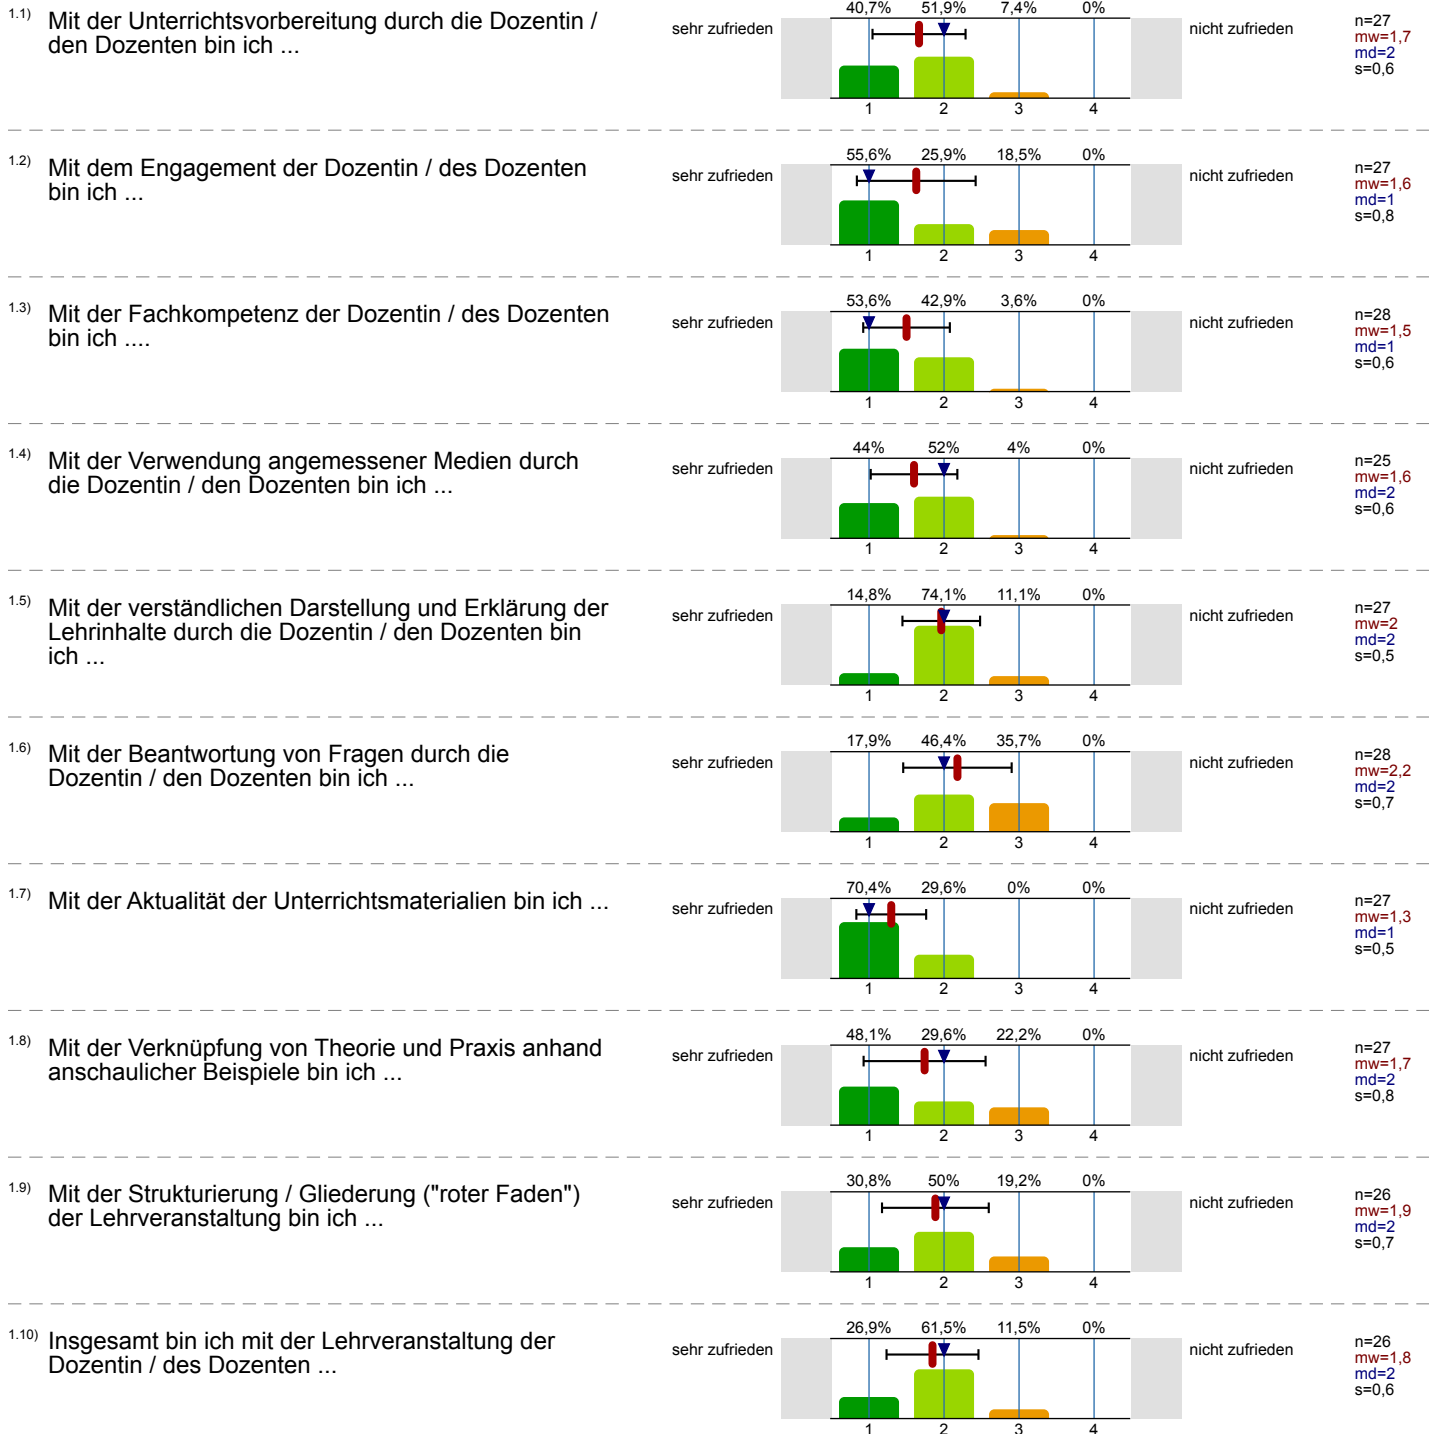 1.1) Mit der Unterrichtsvorbereitung durch die Dozentin /
den Dozenten bin ich ...
sehr zufrieden
40,7% 51,9% 7,4% 0%
1 2 3 4
nicht zufrieden
n=27
mw=1,7
md=2
s=0,6
1.2) Mit dem Engagement der Dozentin / des Dozenten
bin ich ...
sehr zufrieden
55,6% 25,9% 18,5% 0%
1 2 3 4
nicht zufrieden
n=27
mw=1,6
md=1
s=0,8
1.3) Mit der Fachkompetenz der Dozentin / des Dozenten
bin ich ....
sehr zufrieden
53,6% 42,9% 3,6% 0%
1 2 3 4
nicht zufrieden
n=28
mw=1,5
md=1
s=0,6
1.4) Mit der Verwendung angemessener Medien durch
die Dozentin / den Dozenten bin ich ...
sehr zufrieden
44% 52% 4% 0%
1 2 3 4
nicht zufrieden
n=25
mw=1,6
md=2
s=0,6
1.5) Mit der verständlichen Darstellung und Erklärung der
Lehrinhalte durch die Dozentin / den Dozenten bin
ich ...
sehr zufrieden
14,8% 74,1% 11,1% 0%
1 2 3 4
nicht zufrieden
n=27
mw=2
md=2
s=0,5
1.6) Mit der Beantwortung von Fragen durch die
Dozentin / den Dozenten bin ich ...
sehr zufrieden
17,9% 46,4% 35,7% 0%
1 2 3 4
nicht zufrieden
n=28
mw=2,2
md=2
s=0,7
1.7) Mit der Aktualität der Unterrichtsmaterialien bin ich ...
sehr zufrieden
70,4% 29,6% 0% 0%
1 2 3 4
nicht zufrieden
n=27
mw=1,3
md=1
s=0,5
1.8) Mit der Verknüpfung von Theorie und Praxis anhand
anschaulicher Beispiele bin ich ...
sehr zufrieden
48,1% 29,6% 22,2% 0%
1 2 3 4
nicht zufrieden
n=27
mw=1,7
md=2
s=0,8
1.9) Mit der Strukturierung / Gliederung ("roter Faden")
der Lehrveranstaltung bin ich ...
sehr zufrieden
30,8% 50% 19,2% 0%
1 2 3 4
nicht zufrieden
n=26
mw=1,9
md=2
s=0,7
1.10) Insgesamt bin ich mit der Lehrveranstaltung der
Dozentin / des Dozenten ...
sehr zufrieden
26,9% 61,5% 11,5% 0%
1 2 3 4
nicht zufrieden
n=26
mw=1,8
md=2
s=0,6